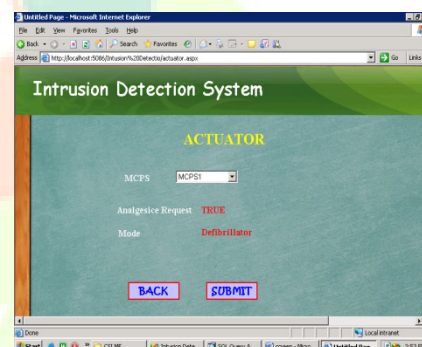 Untitled Page - Microsoft Internet Explorer
File Edit View Favorites Tools Help
Back Search Favorites
Address http://localhost:5086/Intusion%20Detectio/actuator.aspx Go Links
Intrusion Detection System
ACTUATOR
MCPS MCPS1
Analgesice Request TRUE
Mode Defibrillator
BACK SUBMIT
Done Local intranet
Start